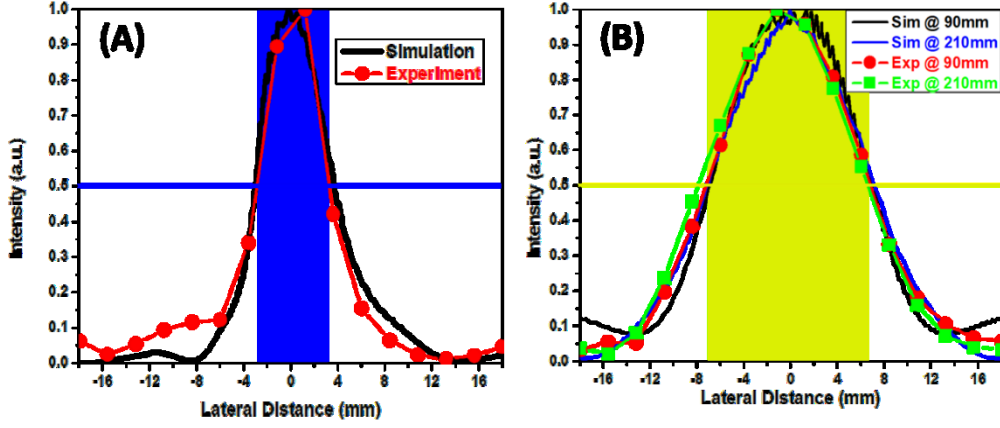 (A)
Simulation
Experiment
Intensity (a.u.)
1.0
0.9
0.8
0.7
0.6
0.5
0.4
0.3
0.2
0.1
0.0
-16 -12 -8 -4 0 4 8 12 16
Lateral Distance (mm)
(B)
Sim @ 90mm
Sim @ 210mm
Exp @ 90mm
Exp @ 210mm
Intensity (a.u.)
1.0
0.9
0.8
0.7
0.6
0.5
0.4
0.3
0.2
0.1
0.0
-16 -12 -8 -4 0 4 8 12 16
Lateral Distance (mm)